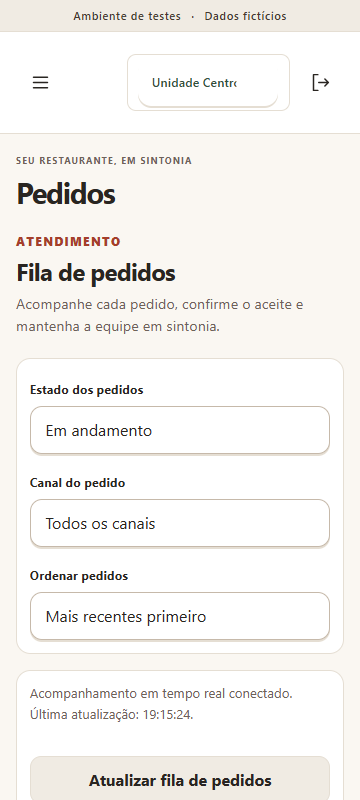 Ambiente de testes · Dados fictícios
Unidade
SEU RESTAURANTE, EM SINTONIA
Pedidos
ATENDIMENTO
Fila de pedidos
Acompanhe cada pedido, confirme o aceite e
mantenha a equipe em sintonia.
Estado dos pedidos
Em andamento
Canal do pedido
Todos os canais
Ordenar pedidos
Mais recentes primeiro
Acompanhamento em tempo real conectado.
Última atualização: 19:15:24.
Atualizar fila de pedidos